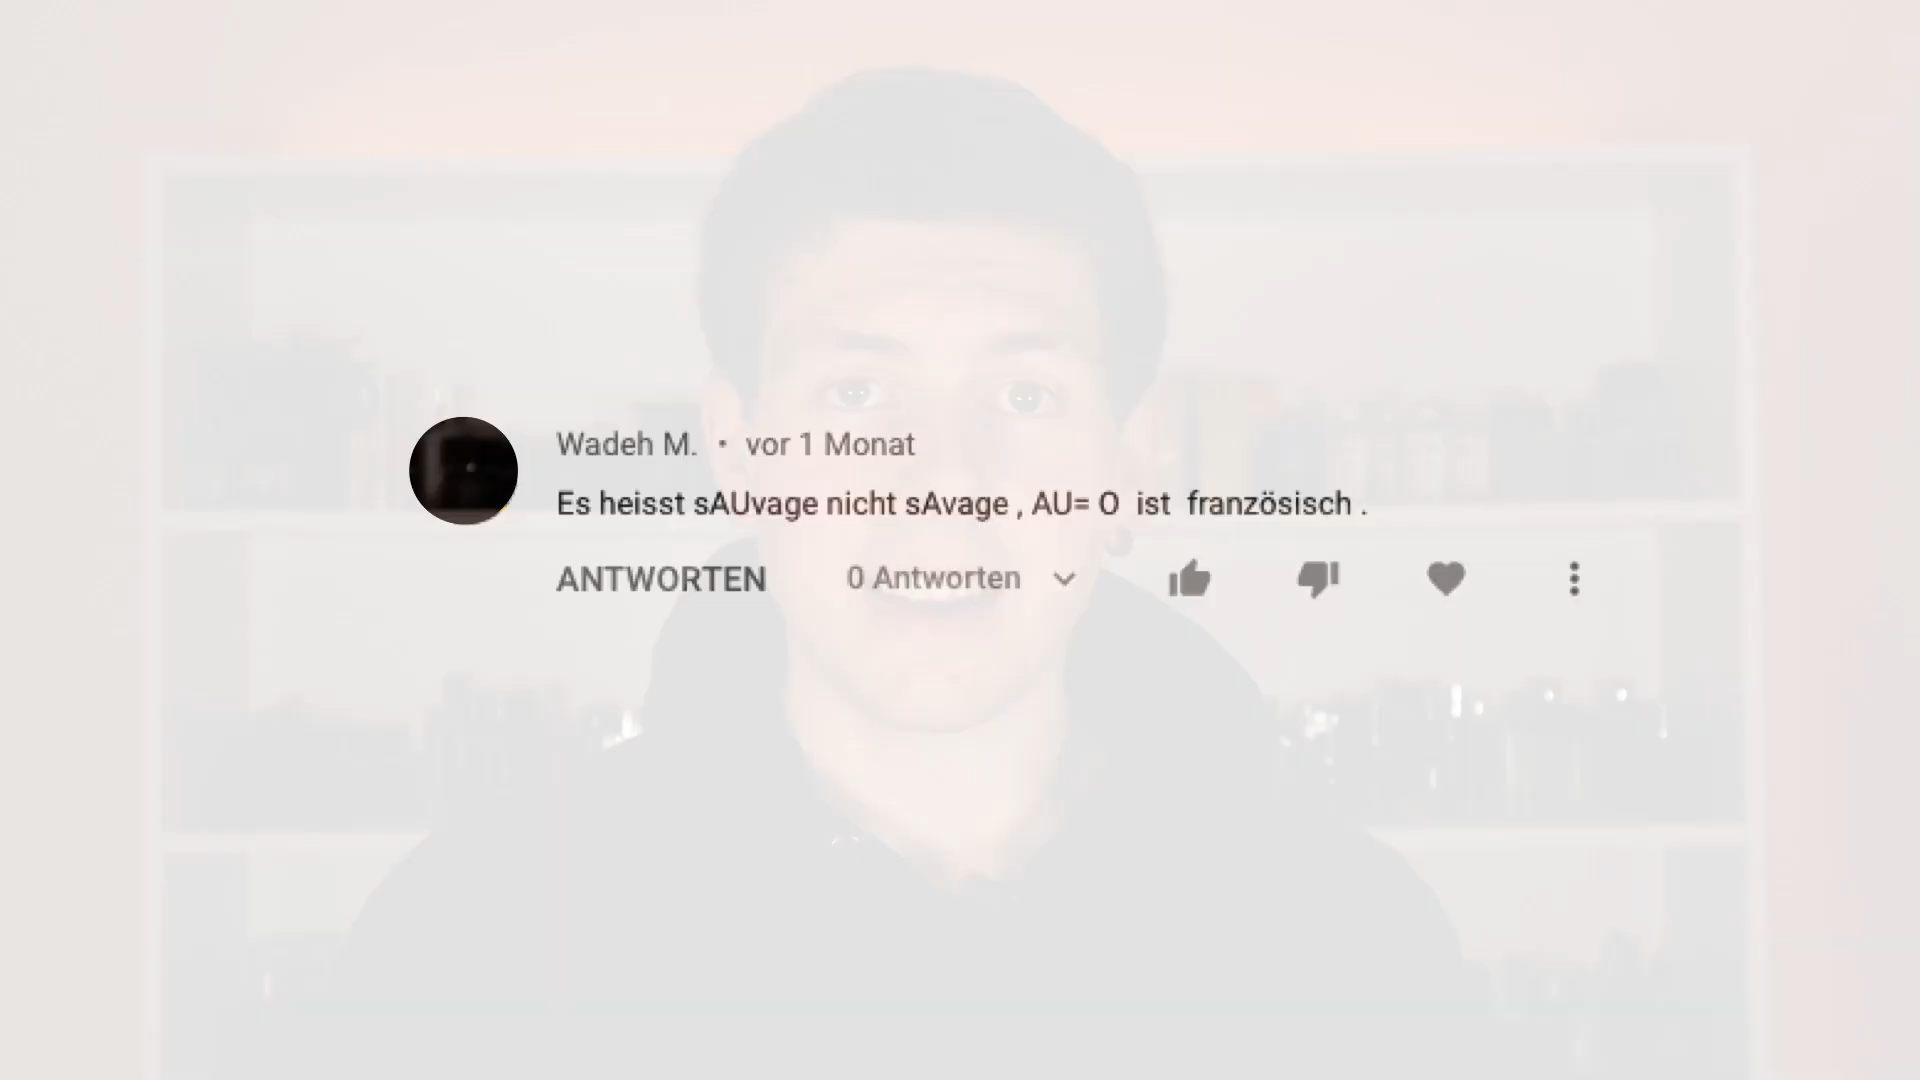 Wadeh M. • vor 1 Monat
Es heisst sAUvage nicht sAvage , AU= O ist französisch .
ANTWORTEN 0 Antworten